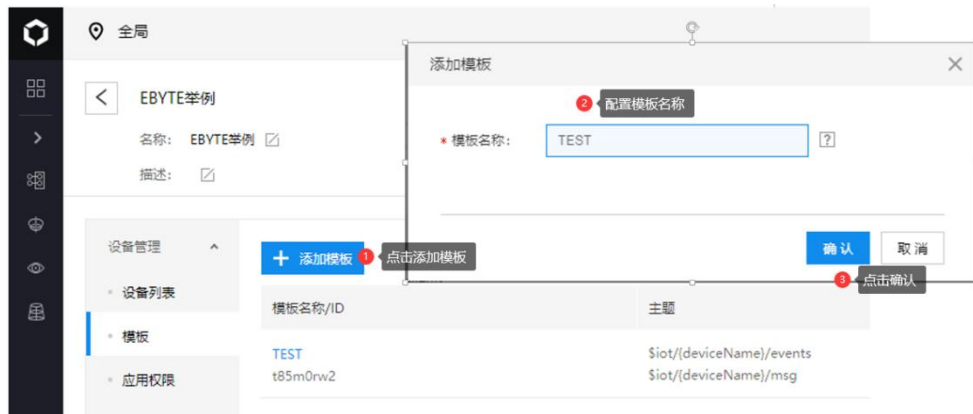 全局
EBYTE举例
名称: EBYTE举例
描述:
添加模板
2 配置模板名称
* 模板名称: TEST ?
确认 取消
3 点击确认
设备管理
设备列表
模板
应用权限
+ 添加模板 1 点击添加模板
模板名称/ID 主题
TEST $iot/{deviceName}/events
t85m0rw2 $iot/{deviceName}/msg